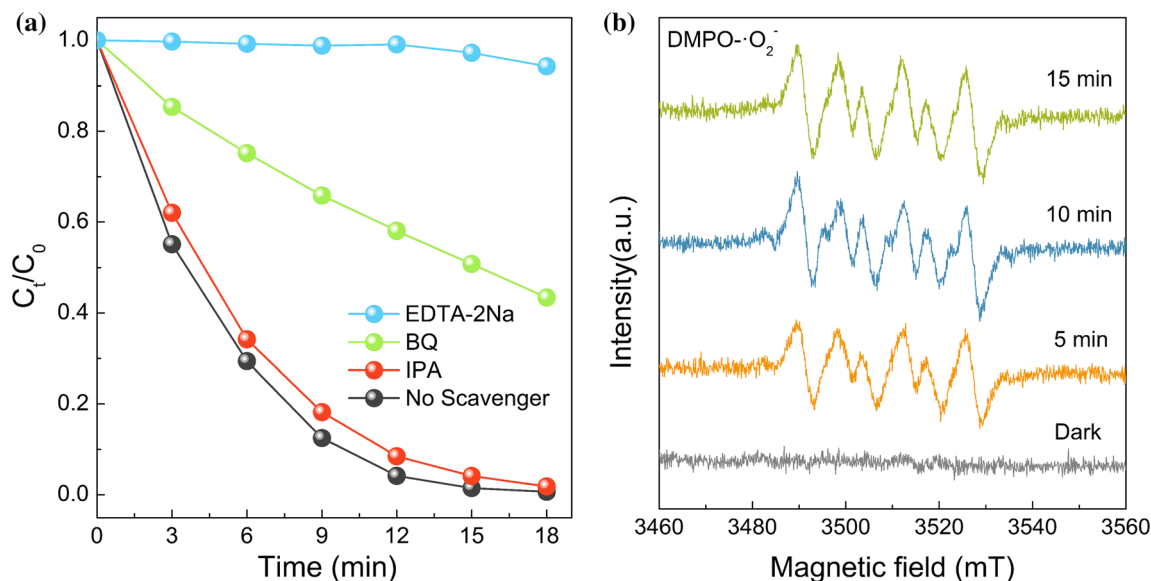 (a)
1.0
0.8
0.6
0.4
0.2
0.0
C_t/C_0
EDTA-2Na
BQ
IPA
No Scavenger
0 3 6 9 12 15 18
Time (min)
(b)
DMPO-·O₂⁻
15 min
10 min
5 min
Dark
Intensity(a.u.)
3460 3480 3500 3520 3540 3560
Magnetic field (mT)